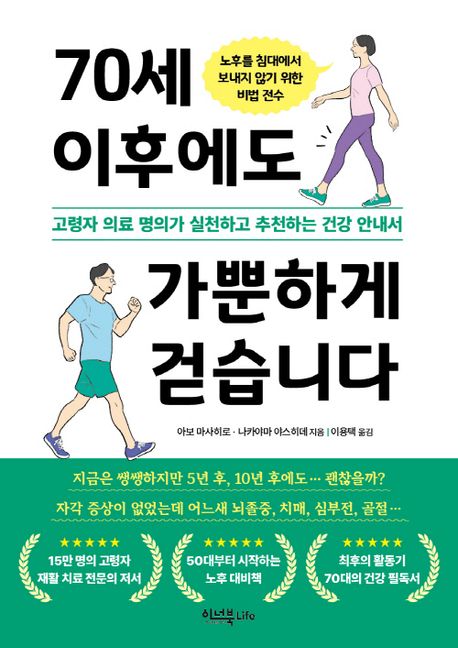 노후를 침대에서
보내지 않기 위한
비법 전수
70세
이후에도
고령자 의료 명의가 실천하고 추천하는 건강 안내서
가뿐하게
걷습니다
아보 마사히로 · 나카야마 야스히데 지음 | 이용택 옮김
지금은 쌩쌩하지만 5년 후, 10년 후에도… 괜찮을까?
자각 증상이 없었는데 어느새 뇌졸중, 치매, 심부전, 골절…
★★★★★
15만 명의 고령자
재활 치료 전문의 저서
★★★★★
50대부터 시작하는
노후 대비책
★★★★★
최후의 활동기
70대의 건강 필독서
이너북Life